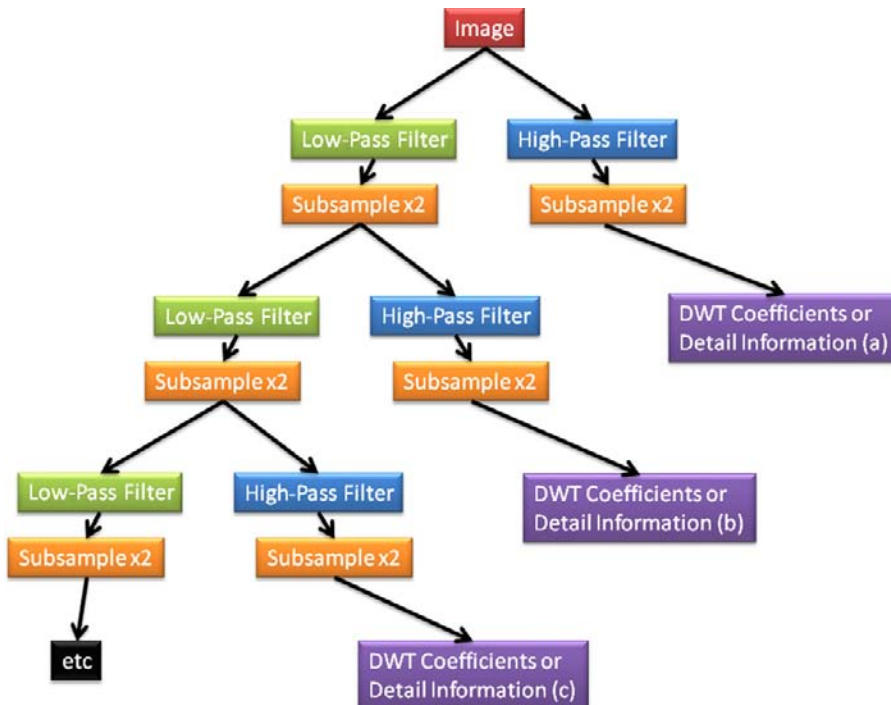 Image
Low-Pass Filter
High-Pass Filter
Subsample x2
Subsample x2
Low-Pass Filter
High-Pass Filter
DWT Coefficients or
Detail Information (a)
Subsample x2
Subsample x2
Low-Pass Filter
High-Pass Filter
DWT Coefficients or
Detail Information (b)
Subsample x2
Subsample x2
etc
DWT Coefficients or
Detail Information (c)